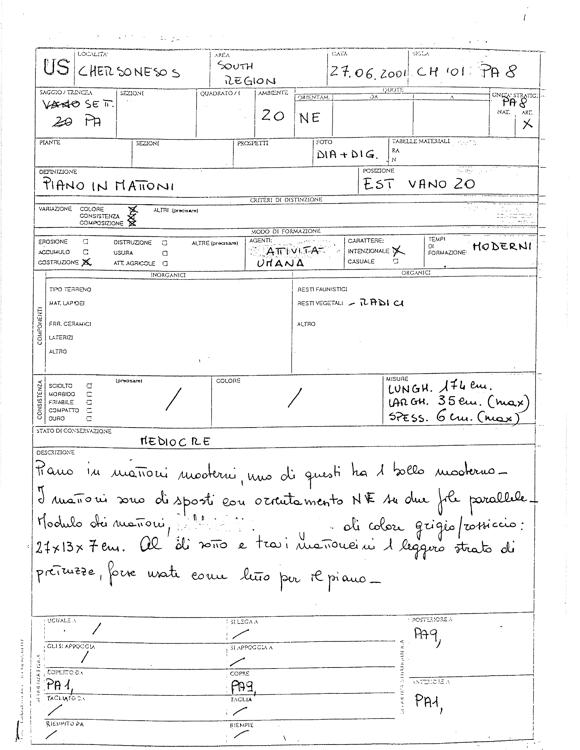 US LOCALITÀ CHERSONESOS AREA SOUTH REGION DATA 27.06.2001 SIGLA CH '01 PA 8
SAGGIO / TRINCEA VANO SETT. 20 PA SEZIONI QUADRATO/I AMBIENTE 20 QUOTE ORIENTAM. NE DA A UNITÀ STRATIG. PA8 NAT. ART. X
PIANTE SEZIONI PROSPETTI FOTO DIA + DIG. TABELLE MATERIALI RA N
DEFINIZIONE PIANO IN MATTONI POSIZIONE EST VANO 20
CRITERI DI DISTINZIONE
VARIAZIONE COLORE X ALTRI (precisare)
CONSISTENZA X
COMPOSIZIONE X
MODO DI FORMAZIONE
EROSIONE DISTRUZIONE ALTRE (precisare) AGENTI: ATTIVITA' UMANA CARATTERE: TEMPI DI FORMAZIONE: MODERNI
ACCUMULO USURA INTENZIONALE X
COSTRUZIONE X ATT. AGRICOLE CASUALE
COMPONENTI INORGANICI ORGANICI
TIPO TERRENO RESTI FAUNISTICI
MAT. LAPIDEI RESTI VEGETALI - RADICI
FRR. CERAMICI ALTRO
LATERIZI
ALTRO
CONSISTENZA SCIOLTO (precisare) / COLORE / MISURE
MORBIDO LUNGH. 174 cm.
FRIABILE LARGH. 35 cm. (max)
COMPATTO SPESS. 6 cm. (max)
DURO
STATO DI CONSERVAZIONE
MEDIOCRE
DESCRIZIONE
Piano in mattoni moderni, uno di questi ha 1 bollo moderno -
I mattoni sono disposti con orientamento NE su due file parallele -
Modulo dei mattoni, di colore grigio/rossiccio:
27x13x7 cm. Al di sotto e tra i mattoncini 1 leggero strato di
pietruzze, forse usate come letto per il piano -
UGUALE A / SI LEGA A / POSTERIORE A PA9,
GLI SI APPOGGIA / SI APPOGGIA A /
COPERTO DA PA1, COPRE PA9, ANTERIORE A PA1,
TAGLIATO DA / TAGLIA /
RIEMPITO DA / RIEMPIE /